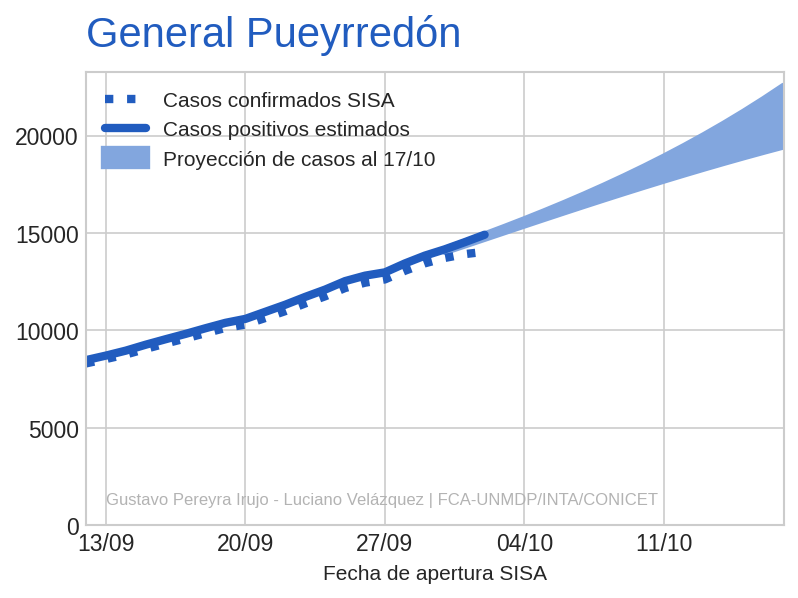 General Pueyrredón
Casos confirmados SISA
Casos positivos estimados
Proyección de casos al 17/10
20000
15000
10000
5000
0
Gustavo Pereyra Irujo - Luciano Velázquez | FCA-UNMDP/INTA/CONICET
13/09 20/09 27/09 04/10 11/10
Fecha de apertura SISA